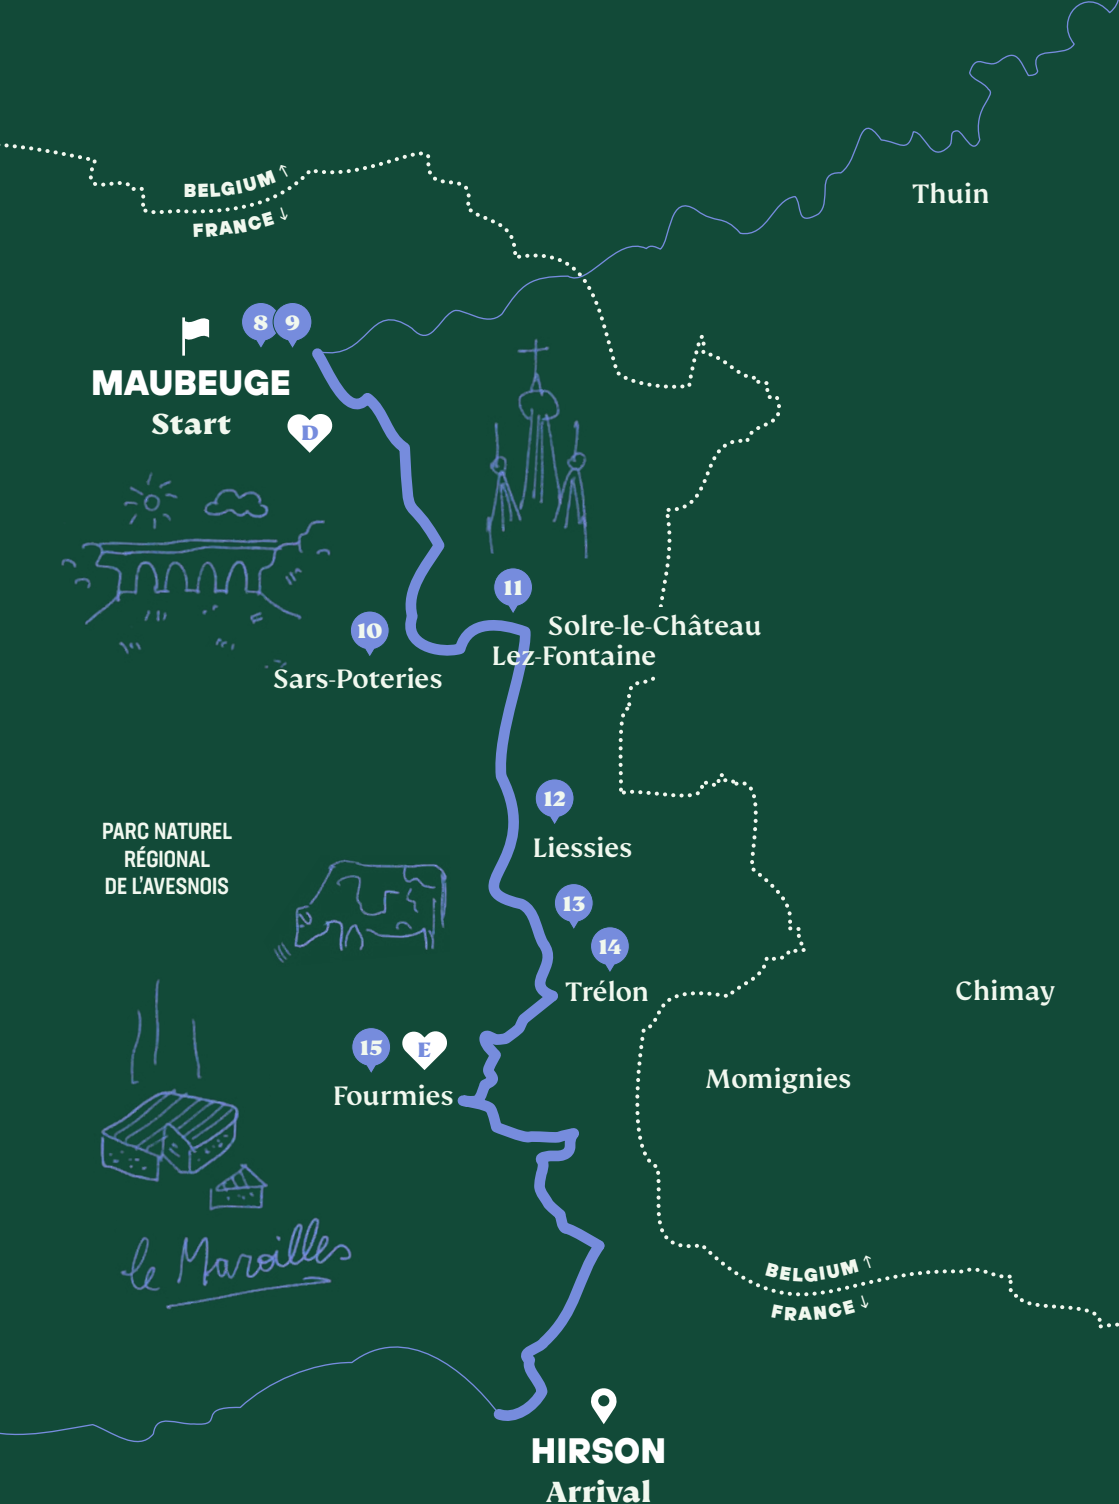 Thuin
BELGIUM ↑
FRANCE ↓
8 9
MAUBEUGE
Start
D
11
10
Solre-le-Château
Lez-Fontaine
Sars-Poteries
12
Liessies
PARC NATUREL
RÉGIONAL
DE L'AVESNOIS
13
14
Trélon
Chimay
15 E
Fourmies
Momignies
le Maroilles
BELGIUM ↑
FRANCE ↓
HIRSON
Arrival